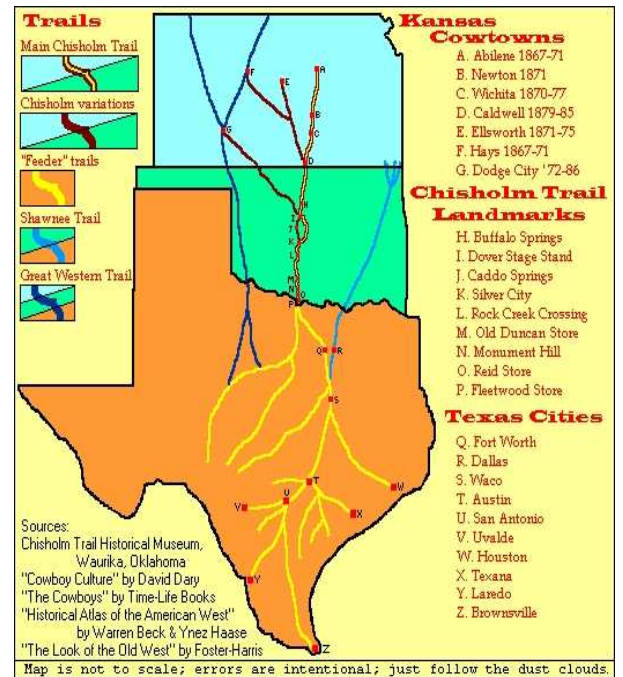 Trails
Main Chisholm Trail
Chisholm variations
"Feeder" trails
Shawnee Trail
Great Western Trail
Kansas
Cowtowns
A. Abilene 1867-71
B. Newton 1871
C. Wichita 1870-77
D. Caldwell 1879-85
E. Ellsworth 1871-75
F. Hays 1867-71
G. Dodge City '72-86
Chisholm Trail
Landmarks
H. Buffalo Springs
I. Dover Stage Stand
J. Caddo Springs
K. Silver City
L. Rock Creek Crossing
M. Old Duncan Store
N. Monument Hill
O. Reid Store
P. Fleetwood Store
Texas Cities
Q. Fort Worth
R. Dallas
S. Waco
T. Austin
U. San Antonio
V. Uvalde
W. Houston
X. Texana
Y. Laredo
Z. Brownsville
F
E
A
B
C
G
D
H
I
J
K
L
M
N
O
P
Q
R
S
T
U
V
W
X
Y
Z
Sources:
Chisholm Trail Historical Museum,
Waurika, Oklahoma
"Cowboy Culture" by David Dary
"The Cowboys" by Time-Life Books
"Historical Atlas of the American West"
by Warren Beck & Ynez Haase
"The Look of the Old West" by Foster-Harris
Map is not to scale; errors are intentional; just follow the dust clouds.